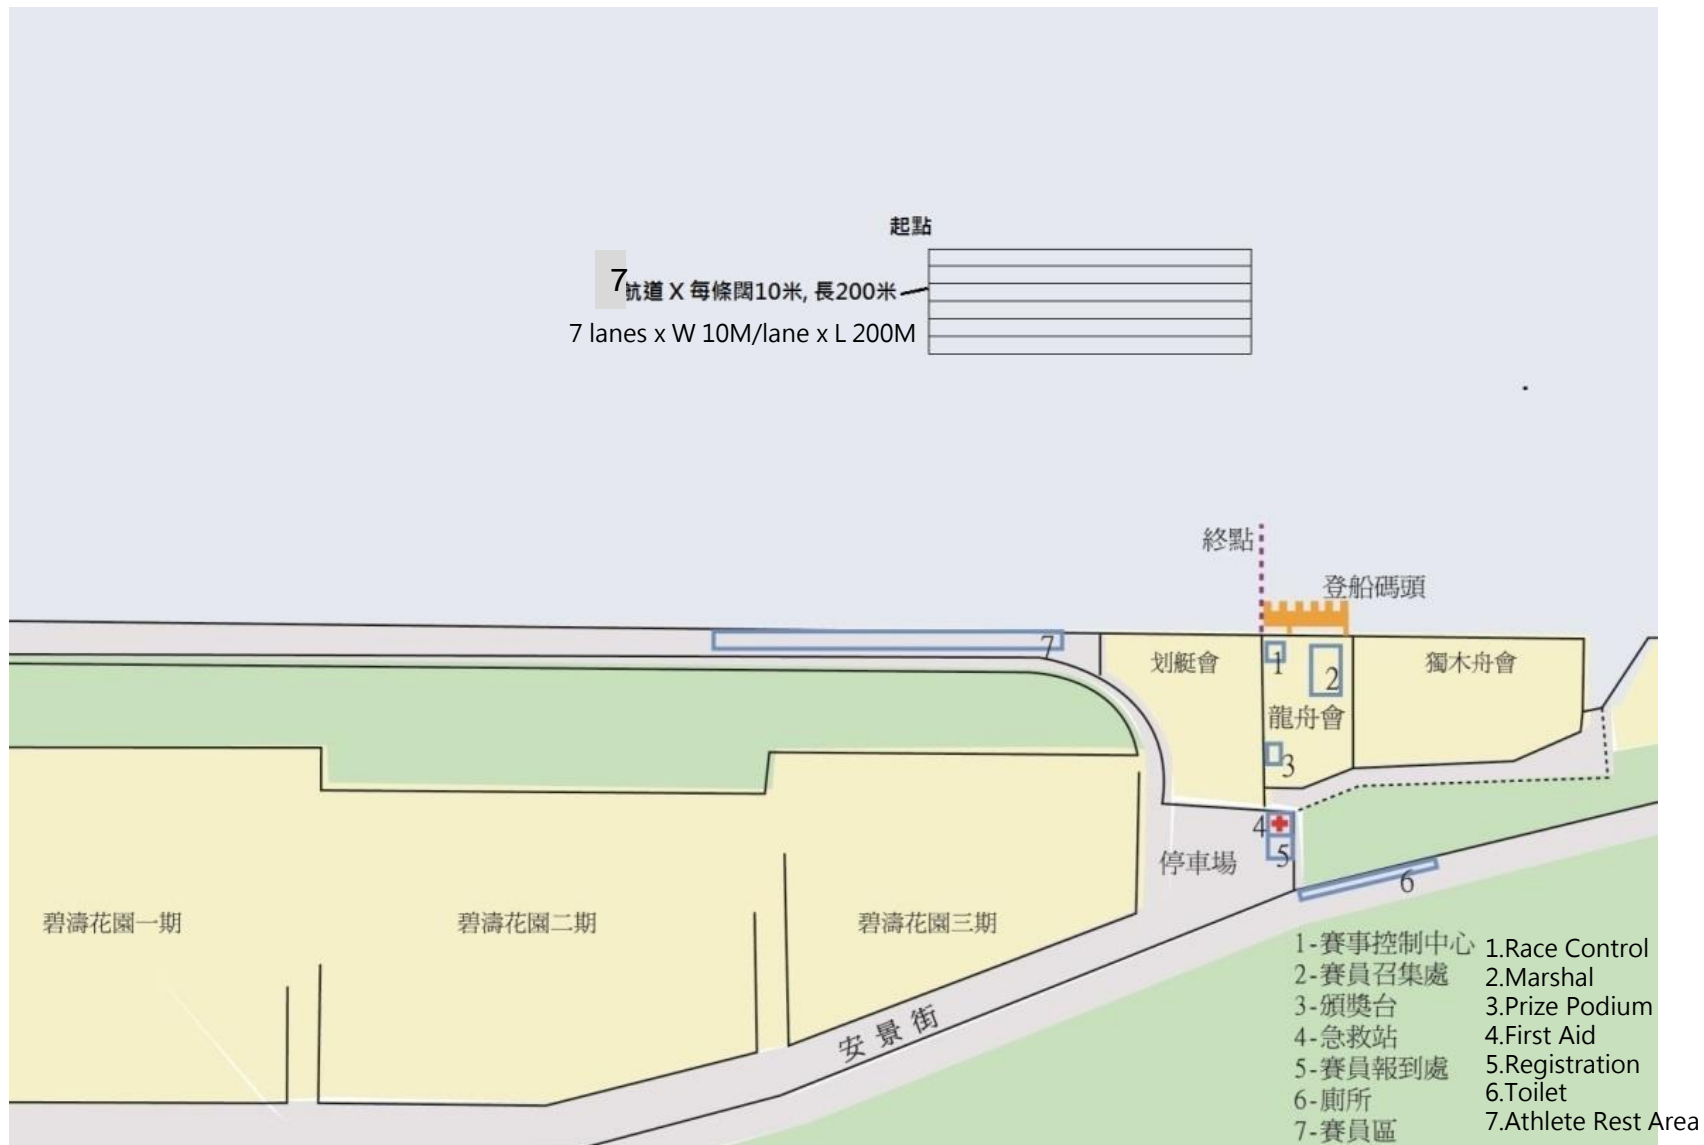 起點
7航道 X 每條闊10米, 長200米
7 lanes x W 10M/lane x L 200M
終點
登船碼頭
7
划艇會
1
2
獨木舟會
龍舟會
3
4
5
停車場
6
碧濤花園一期
碧濤花園二期
碧濤花園三期
安景街
1-賽事控制中心
2-賽員召集處
3-頒獎台
4-急救站
5-賽員報到處
6-廁所
7-賽員區
1.Race Control
2.Marshal
3.Prize Podium
4.First Aid
5.Registration
6.Toilet
7.Athlete Rest Area